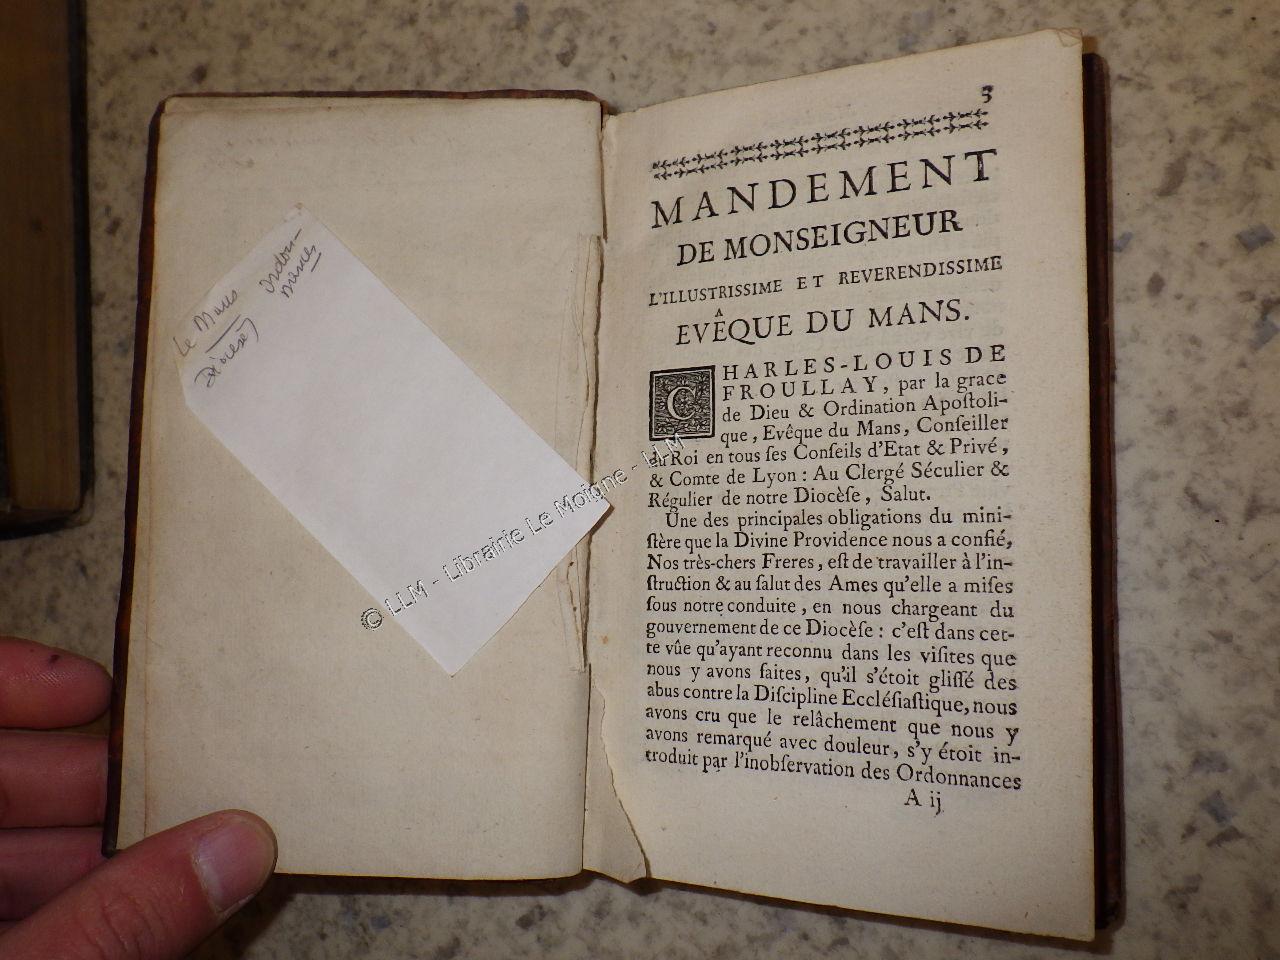 Le Mans
(Diocèse)
Ordon-
nances
© LLM - Librairie Le Moigne - LLM
3
MANDEMENT
DE MONSEIGNEUR
L'ILLUSTRISSIME ET REVERENDISSIME
EVÊQUE DU MANS.
CHARLES-LOUIS DE
FROULLAY, par la grace
de Dieu & Ordination Apoſtoli-
que, Evêque du Mans, Conſeiller
du Roi en tous ſes Conſeils d'Etat & Privé,
& Comte de Lyon : Au Clergé Séculier &
Régulier de notre Diocèſe, Salut.
Une des principales obligations du mini-
ſtère que la Divine Providence nous a confié,
Nos très-chers Freres, eſt de travailler à l'in-
ſtruction & au ſalut des Ames qu'elle a miſes
ſous notre conduite, en nous chargeant du
gouvernement de ce Diocèſe : c'eſt dans cet-
te vûe qu'ayant reconnu dans les viſites que
nous y avons faites, qu'il s'étoit gliſſé des
abus contre la Diſcipline Eccléſiaſtique, nous
avons cru que le relâchement que nous y
avons remarqué avec douleur, s'y étoit in-
troduit par l'inobſervation des Ordonnances
A ij